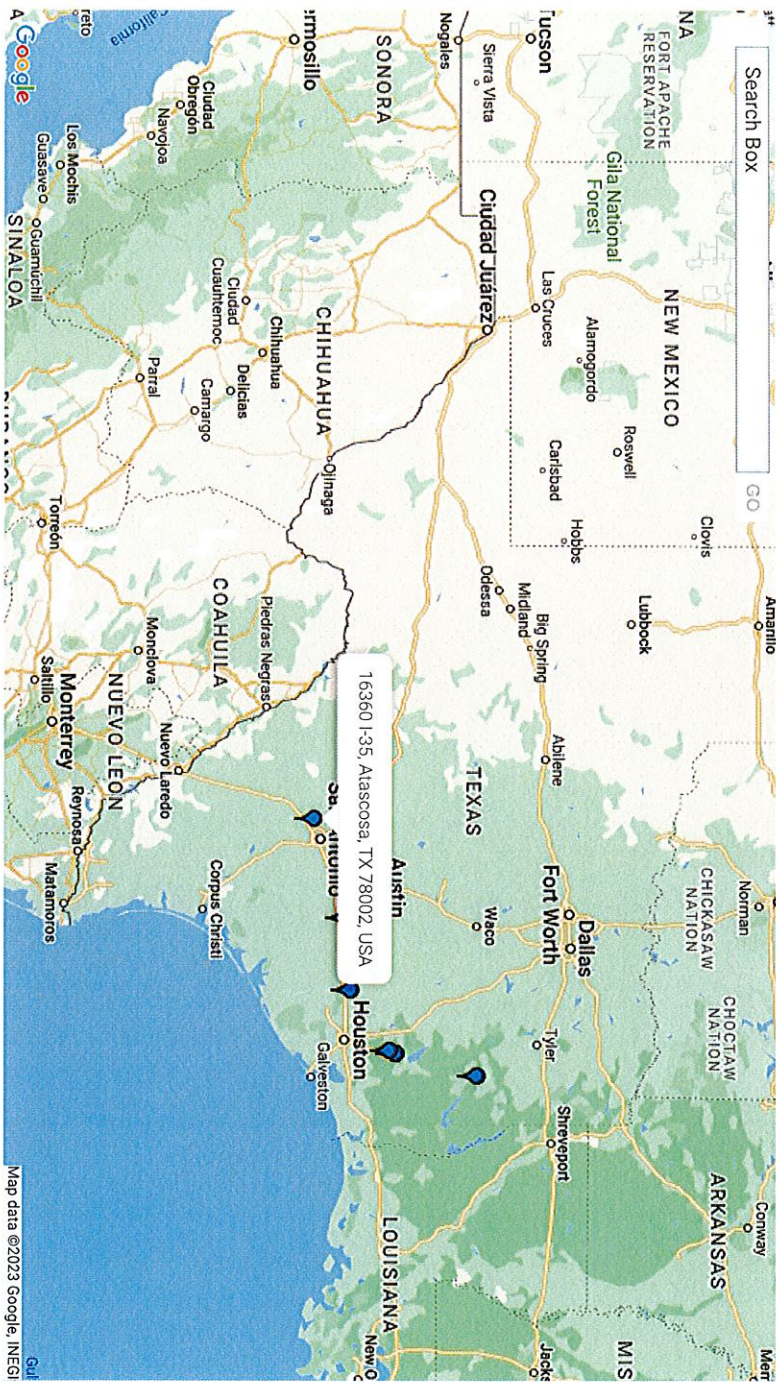 Search Box
GO
Amarillo
Norman
Conway
Clovis
CHICKASAW
NATION
CHOCTAW
NATION
ARKANSAS
NEW MEXICO
Lubbock
FORT APACHE
RESERVATION
Gila National
Forest
Roswell
Alamogordo
Carlsbad
Hobbs
Tucson
Las Cruces
Big Spring
Midland
Odessa
Abilene
Dallas
Fort Worth
Tyler
Shreveport
Sierra Vista
Nogales
Ciudad Juárez
TEXAS
Waco
Austin
LOUISIANA
16360 I-35, Atascosa, TX 78002, USA
Houston
Galveston
SONORA
CHIHUAHUA
Ojinaga
Chihuahua
Ciudad
Cuauhtemoc
Delicias
Camargo
Piedras Negras
COAHUILA
Corpus Christi
Nuevo Laredo
Ciudad
Obregón
Navojoa
Parral
Monclova
NUEVO LEON
Reynosa
Matamoros
Los Mochis
Guasave
Guamúchil
SINALOA
Torreón
Saltillo
Monterrey
California
Google
Map data ©2023 Google, INEGI